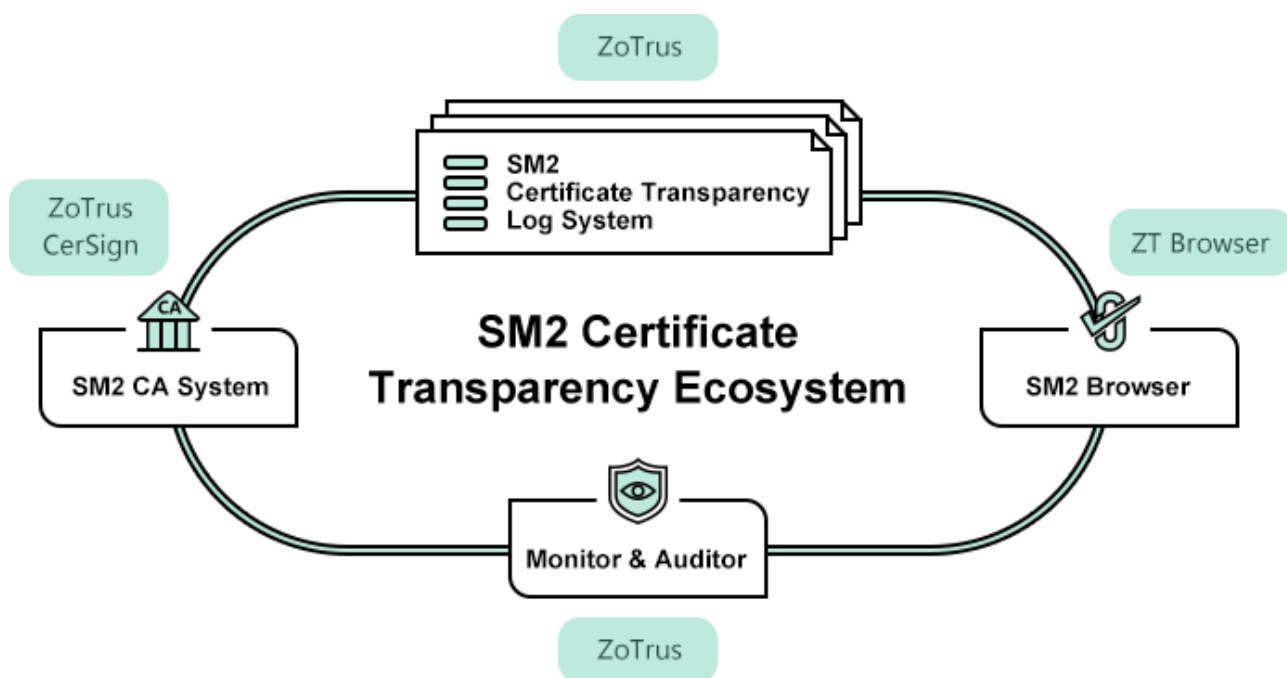 ZoTrus
SM2
Certificate Transparency
Log System
ZoTrus
CerSign
ZT Browser
CA
SM2 CA System
SM2 Certificate
Transparency Ecosystem
SM2 Browser
Monitor & Auditor
ZoTrus